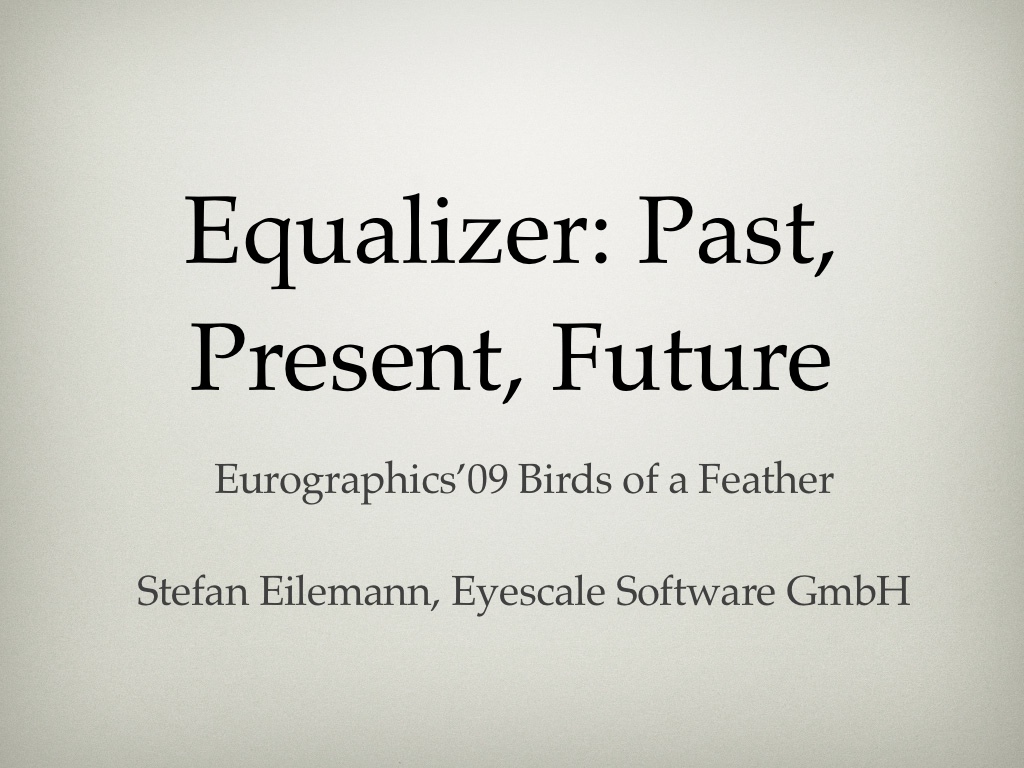 Equalizer: Past,
Present, Future
Eurographics’09 Birds of a Feather
Stefan Eilemann, Eyescale Software GmbH